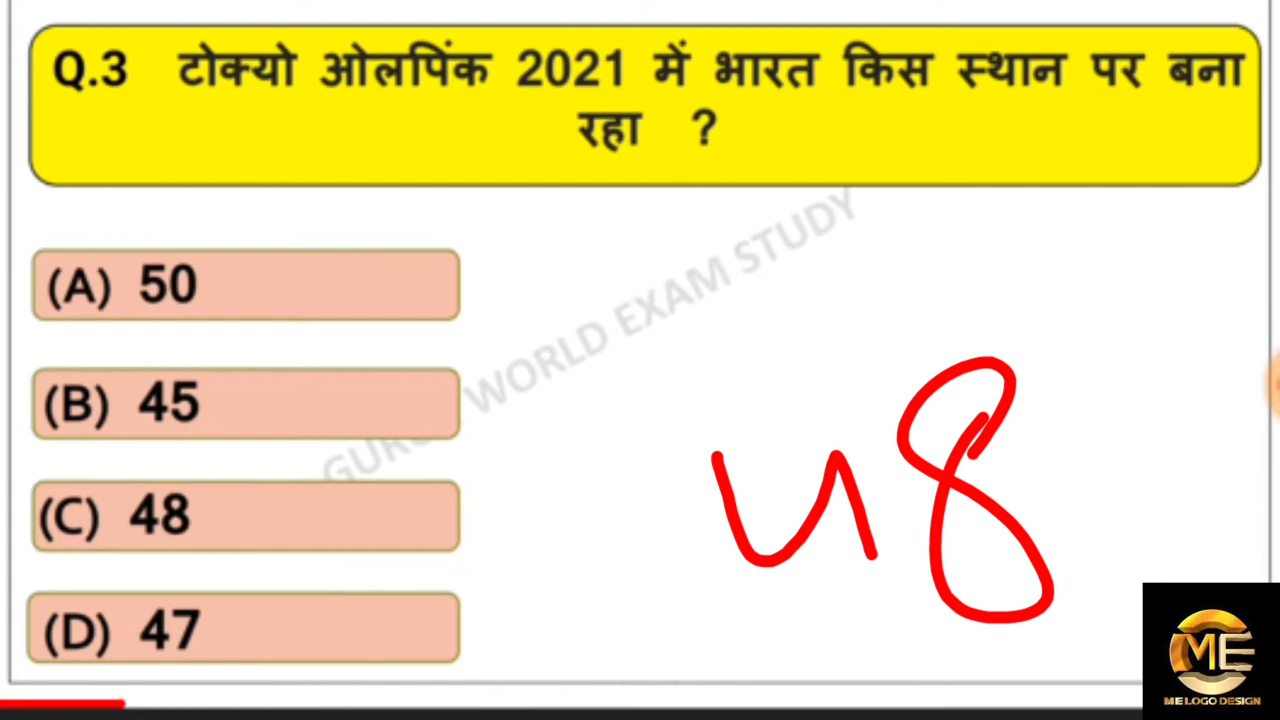 Q.3 टोक्यो ओलपिंक 2021 में भारत किस स्थान पर बना
रहा ?
(A) 50
(B) 45
(C) 48
(D) 47
WORLD EXAM STUDY
48
ME
ME LOGO DESIGN